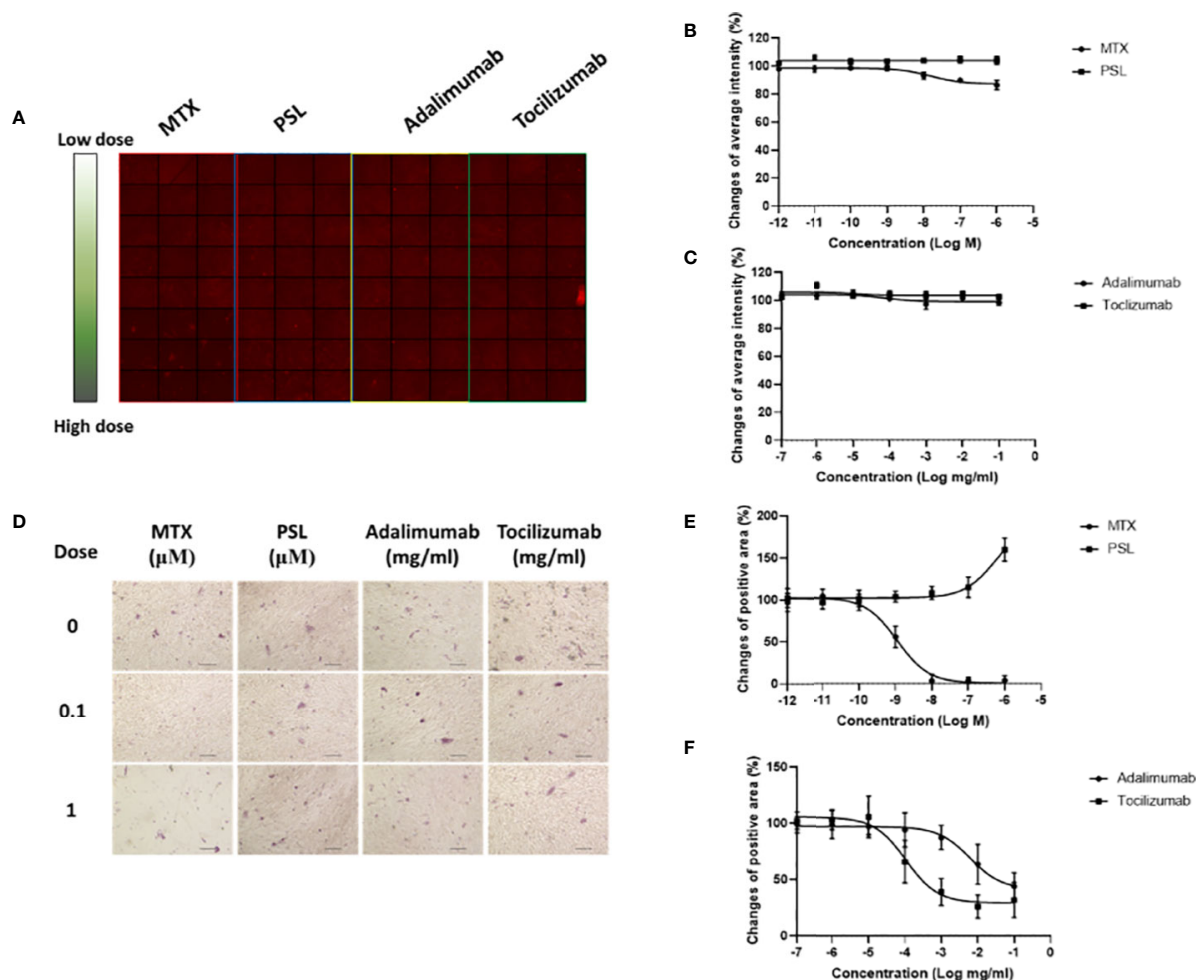 A
MTX
PSL
Adalimumab
Tocilizumab
Low dose
High dose
B
Changes of average intensity (%)
120
100
80
60
40
20
0
-12 -11 -10 -9 -8 -7 -6 -5
Concentration (Log M)
MTX
PSL
C
Changes of average intensity (%)
120
100
80
60
40
20
0
-7 -6 -5 -4 -3 -2 -1 0
Concentration (Log mg/ml)
Adalimumab
Toclizumab
D
Dose
MTX PSL Adalimumab Tocilizumab
(μM) (μM) (mg/ml) (mg/ml)
0
0.1
1
E
Changes of positive area (%)
200
150
100
50
0
-12 -11 -10 -9 -8 -7 -6 -5
Concentration (Log M)
MTX
PSL
F
Changes of positive area (%)
150
100
50
0
-7 -6 -5 -4 -3 -2 -1 0
Concentration (Log mg/ml)
Adalimumab
Tocilizumab